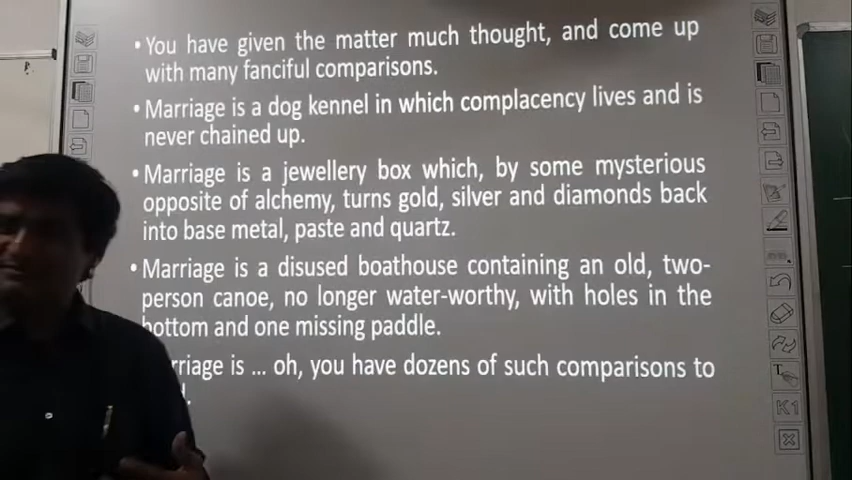 • You have given the matter much thought, and come up
with many fanciful comparisons.
• Marriage is a dog kennel in which complacency lives and is
never chained up.
• Marriage is a jewellery box which, by some mysterious
opposite of alchemy, turns gold, silver and diamonds back
into base metal, paste and quartz.
• Marriage is a disused boathouse containing an old, two-
person canoe, no longer water-worthy, with holes in the
bottom and one missing paddle.
rriage is ... oh, you have dozens of such comparisons to
d.
T
K1